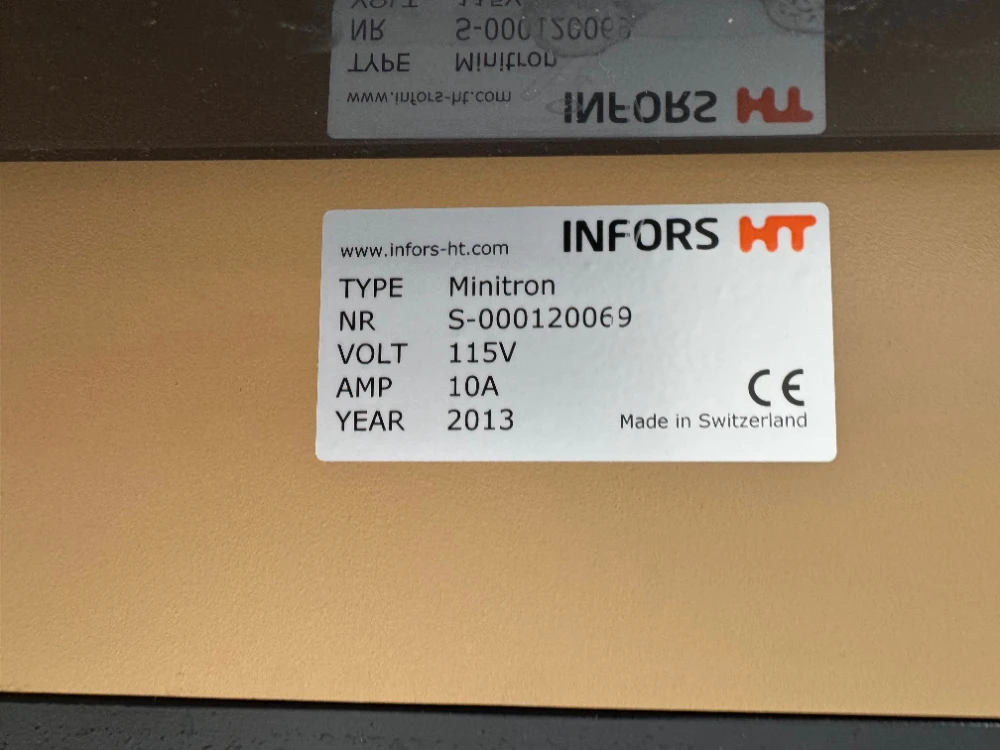 www.infors-ht.com INFORS HT
TYPE Minitron
NR S-000120069
VOLT 115V
AMP 10A
YEAR 2013
CE
Made in Switzerland